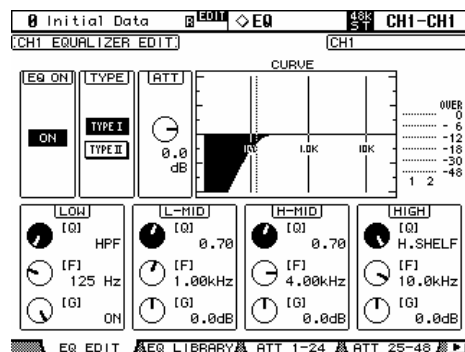 0 Initial Data R EDIT ◇EQ 48K ST CH1-CH1
CH1 EQUALIZER EDIT CH1
CURVE
EQ ON TYPE ATT
ON TYPE I TYPE II 0.0 dB
100 1.0K 10K
OVER
0
-6
-12
-18
-30
-48
1 2
LOW L-MID H-MID HIGH
[Q] [Q] [Q] [Q]
HPF 0.70 0.70 H.SHELF
[F] [F] [F] [F]
125 Hz 1.00kHz 4.00kHz 10.0kHz
[G] [G] [G] [G]
ON 0.0dB 0.0dB 0.0dB
EQ EDIT EQ LIBRARY ATT 1-24 ATT 25-48